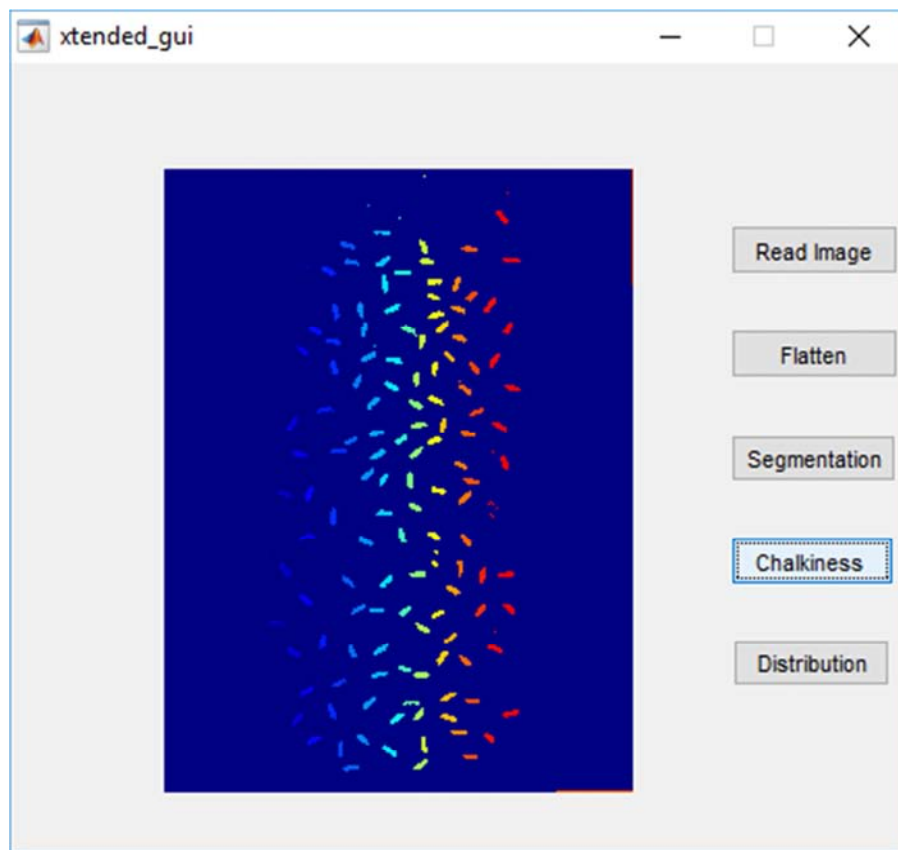 xtended_gui
Read Image
Flatten
Segmentation
Chalkiness
Distribution